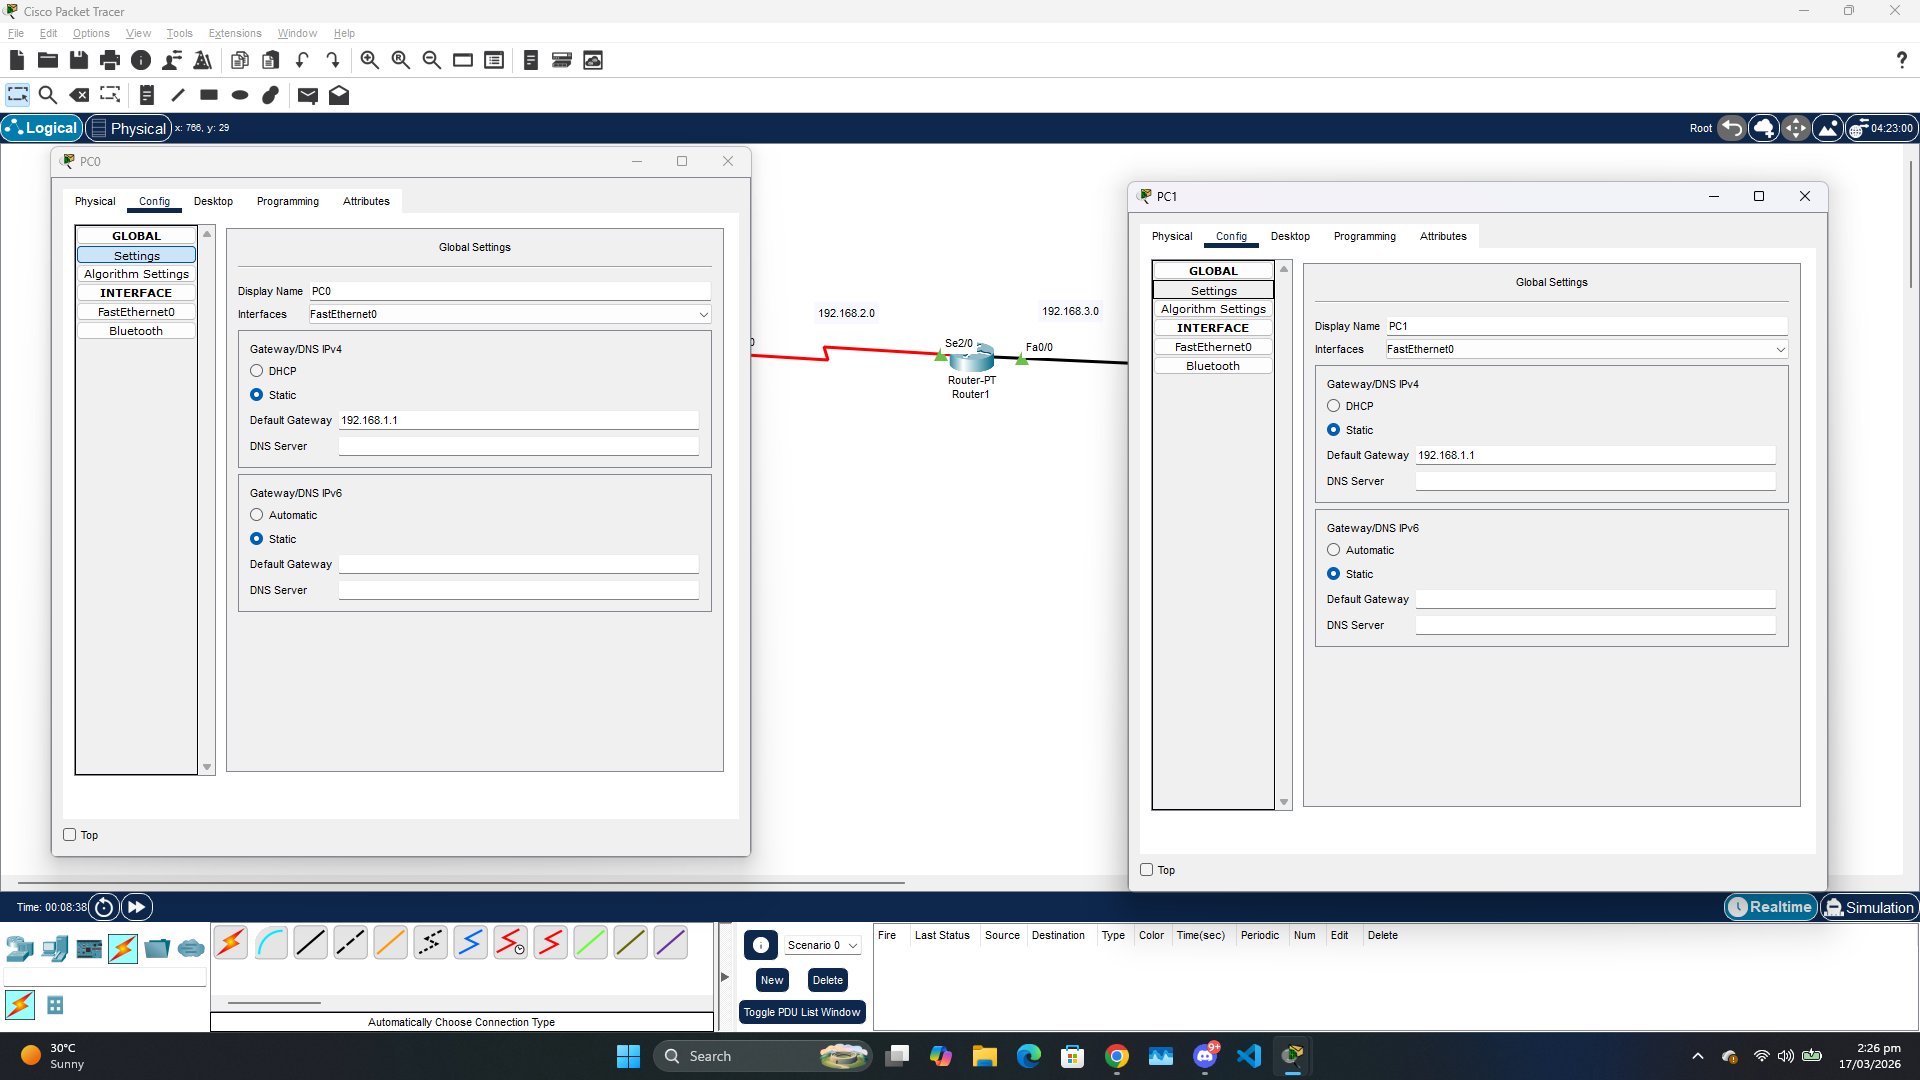 Cisco Packet Tracer
File Edit Options View Tools Extensions Window Help
?
Logical Physical x: 766, y: 29 Root 04:23:00
PC0
Physical Config Desktop Programming Attributes
GLOBAL
Settings
Algorithm Settings
INTERFACE
FastEthernet0
Bluetooth
Global Settings
Display Name PC0
Interfaces FastEthernet0
Gateway/DNS IPv4
DHCP
Static
Default Gateway 192.168.1.1
DNS Server
Gateway/DNS IPv6
Automatic
Static
Default Gateway
DNS Server
Top
192.168.2.0
192.168.3.0
0
Se2/0
Fa0/0
Router-PT
Router1
PC1
Physical Config Desktop Programming Attributes
GLOBAL
Settings
Algorithm Settings
INTERFACE
FastEthernet0
Bluetooth
Global Settings
Display Name PC1
Interfaces FastEthernet0
Gateway/DNS IPv4
DHCP
Static
Default Gateway 192.168.1.1
DNS Server
Gateway/DNS IPv6
Automatic
Static
Default Gateway
DNS Server
Top
Time: 00:08:38 Realtime Simulation
Automatically Choose Connection Type
Scenario 0
New Delete
Toggle PDU List Window
Fire Last Status Source Destination Type Color Time(sec) Periodic Num Edit Delete
30°C
Sunny
Search
9+
2:26 pm
17/03/2026